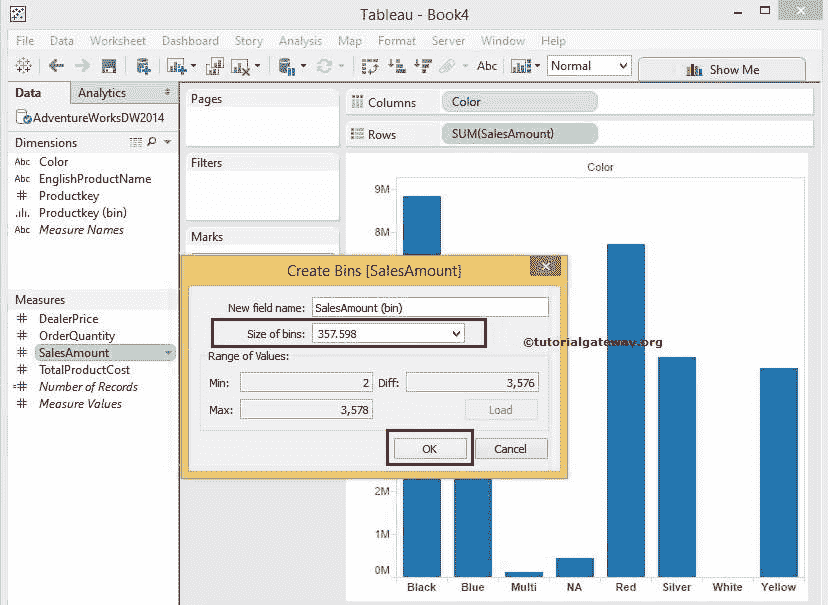 Tableau - Book4
File Data Worksheet Dashboard Story Analysis Map Format Server Window Help
Abc Normal Show Me
Data Analytics
AdventureWorksDW2014
Dimensions
Abc Color
Abc EnglishProductName
# Productkey
Productkey (bin)
Abc Measure Names
Measures
# DealerPrice
# OrderQuantity
# SalesAmount
# TotalProductCost
=# Number of Records
# Measure Values
Pages
Filters
Marks
Columns Color
Rows SUM(SalesAmount)
Color
9M
8M
2M
1M
0M
Black Blue Multi NA Red Silver White Yellow
Create Bins [SalesAmount]
New field name: SalesAmount (bin)
Size of bins: 357.598
Range of Values:
Min: 2 Diff: 3,576
Max: 3,578 Load
OK Cancel
©tutorialgateway.org